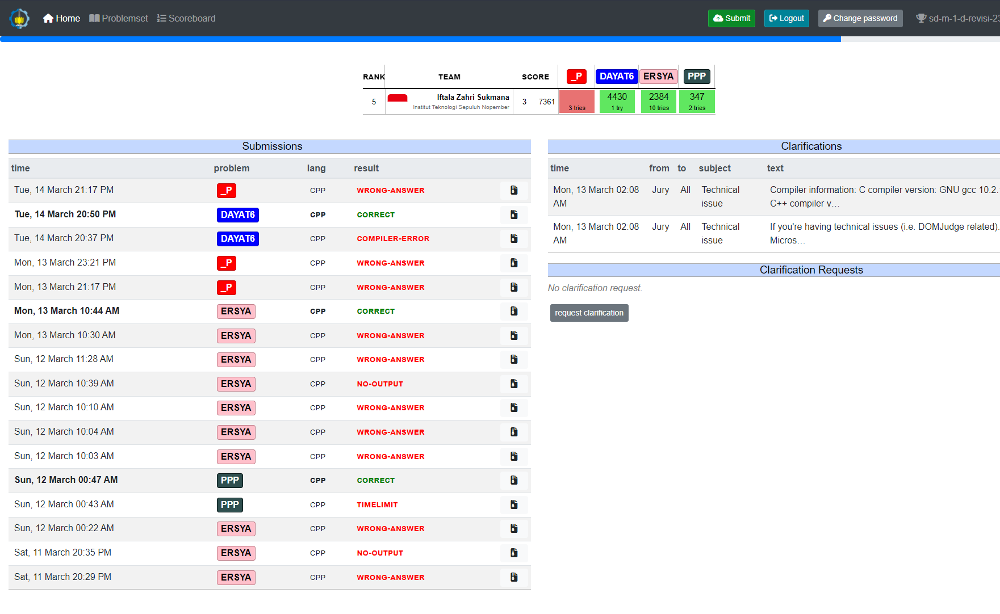 Home Problemset Scoreboard Submit Logout Change password sd-m-1-d-revisi-23
RANK TEAM SCORE _P DAYAT6 ERSYA PPP
5 Iftala Zahri Sukmana 3 7361 4430 2384 347
Institut Teknologi Sepuluh Nopember 3 tries 1 try 10 tries 2 tries
Submissions
time problem lang result
Tue, 14 March 21:17 PM _P CPP WRONG-ANSWER
Tue, 14 March 20:50 PM DAYAT6 CPP CORRECT
Tue, 14 March 20:37 PM DAYAT6 CPP COMPILER-ERROR
Mon, 13 March 23:21 PM _P CPP WRONG-ANSWER
Mon, 13 March 21:17 PM _P CPP WRONG-ANSWER
Mon, 13 March 10:44 AM ERSYA CPP CORRECT
Mon, 13 March 10:30 AM ERSYA CPP WRONG-ANSWER
Sun, 12 March 11:28 AM ERSYA CPP WRONG-ANSWER
Sun, 12 March 10:39 AM ERSYA CPP NO-OUTPUT
Sun, 12 March 10:10 AM ERSYA CPP WRONG-ANSWER
Sun, 12 March 10:04 AM ERSYA CPP WRONG-ANSWER
Sun, 12 March 10:03 AM ERSYA CPP WRONG-ANSWER
Sun, 12 March 00:47 AM PPP CPP CORRECT
Sun, 12 March 00:43 AM PPP CPP TIMELIMIT
Sun, 12 March 00:22 AM ERSYA CPP WRONG-ANSWER
Sat, 11 March 20:35 PM ERSYA CPP NO-OUTPUT
Sat, 11 March 20:29 PM ERSYA CPP WRONG-ANSWER
Clarifications
time from to subject text
Mon, 13 March 02:08 Jury All Technical Compiler information: C compiler version: GNU gcc 10.2.
AM issue C++ compiler v…
Mon, 13 March 02:08 Jury All Technical If you're having technical issues (i.e. DOMJudge related).
AM issue Micros…
Clarification Requests
No clarification request.
request clarification